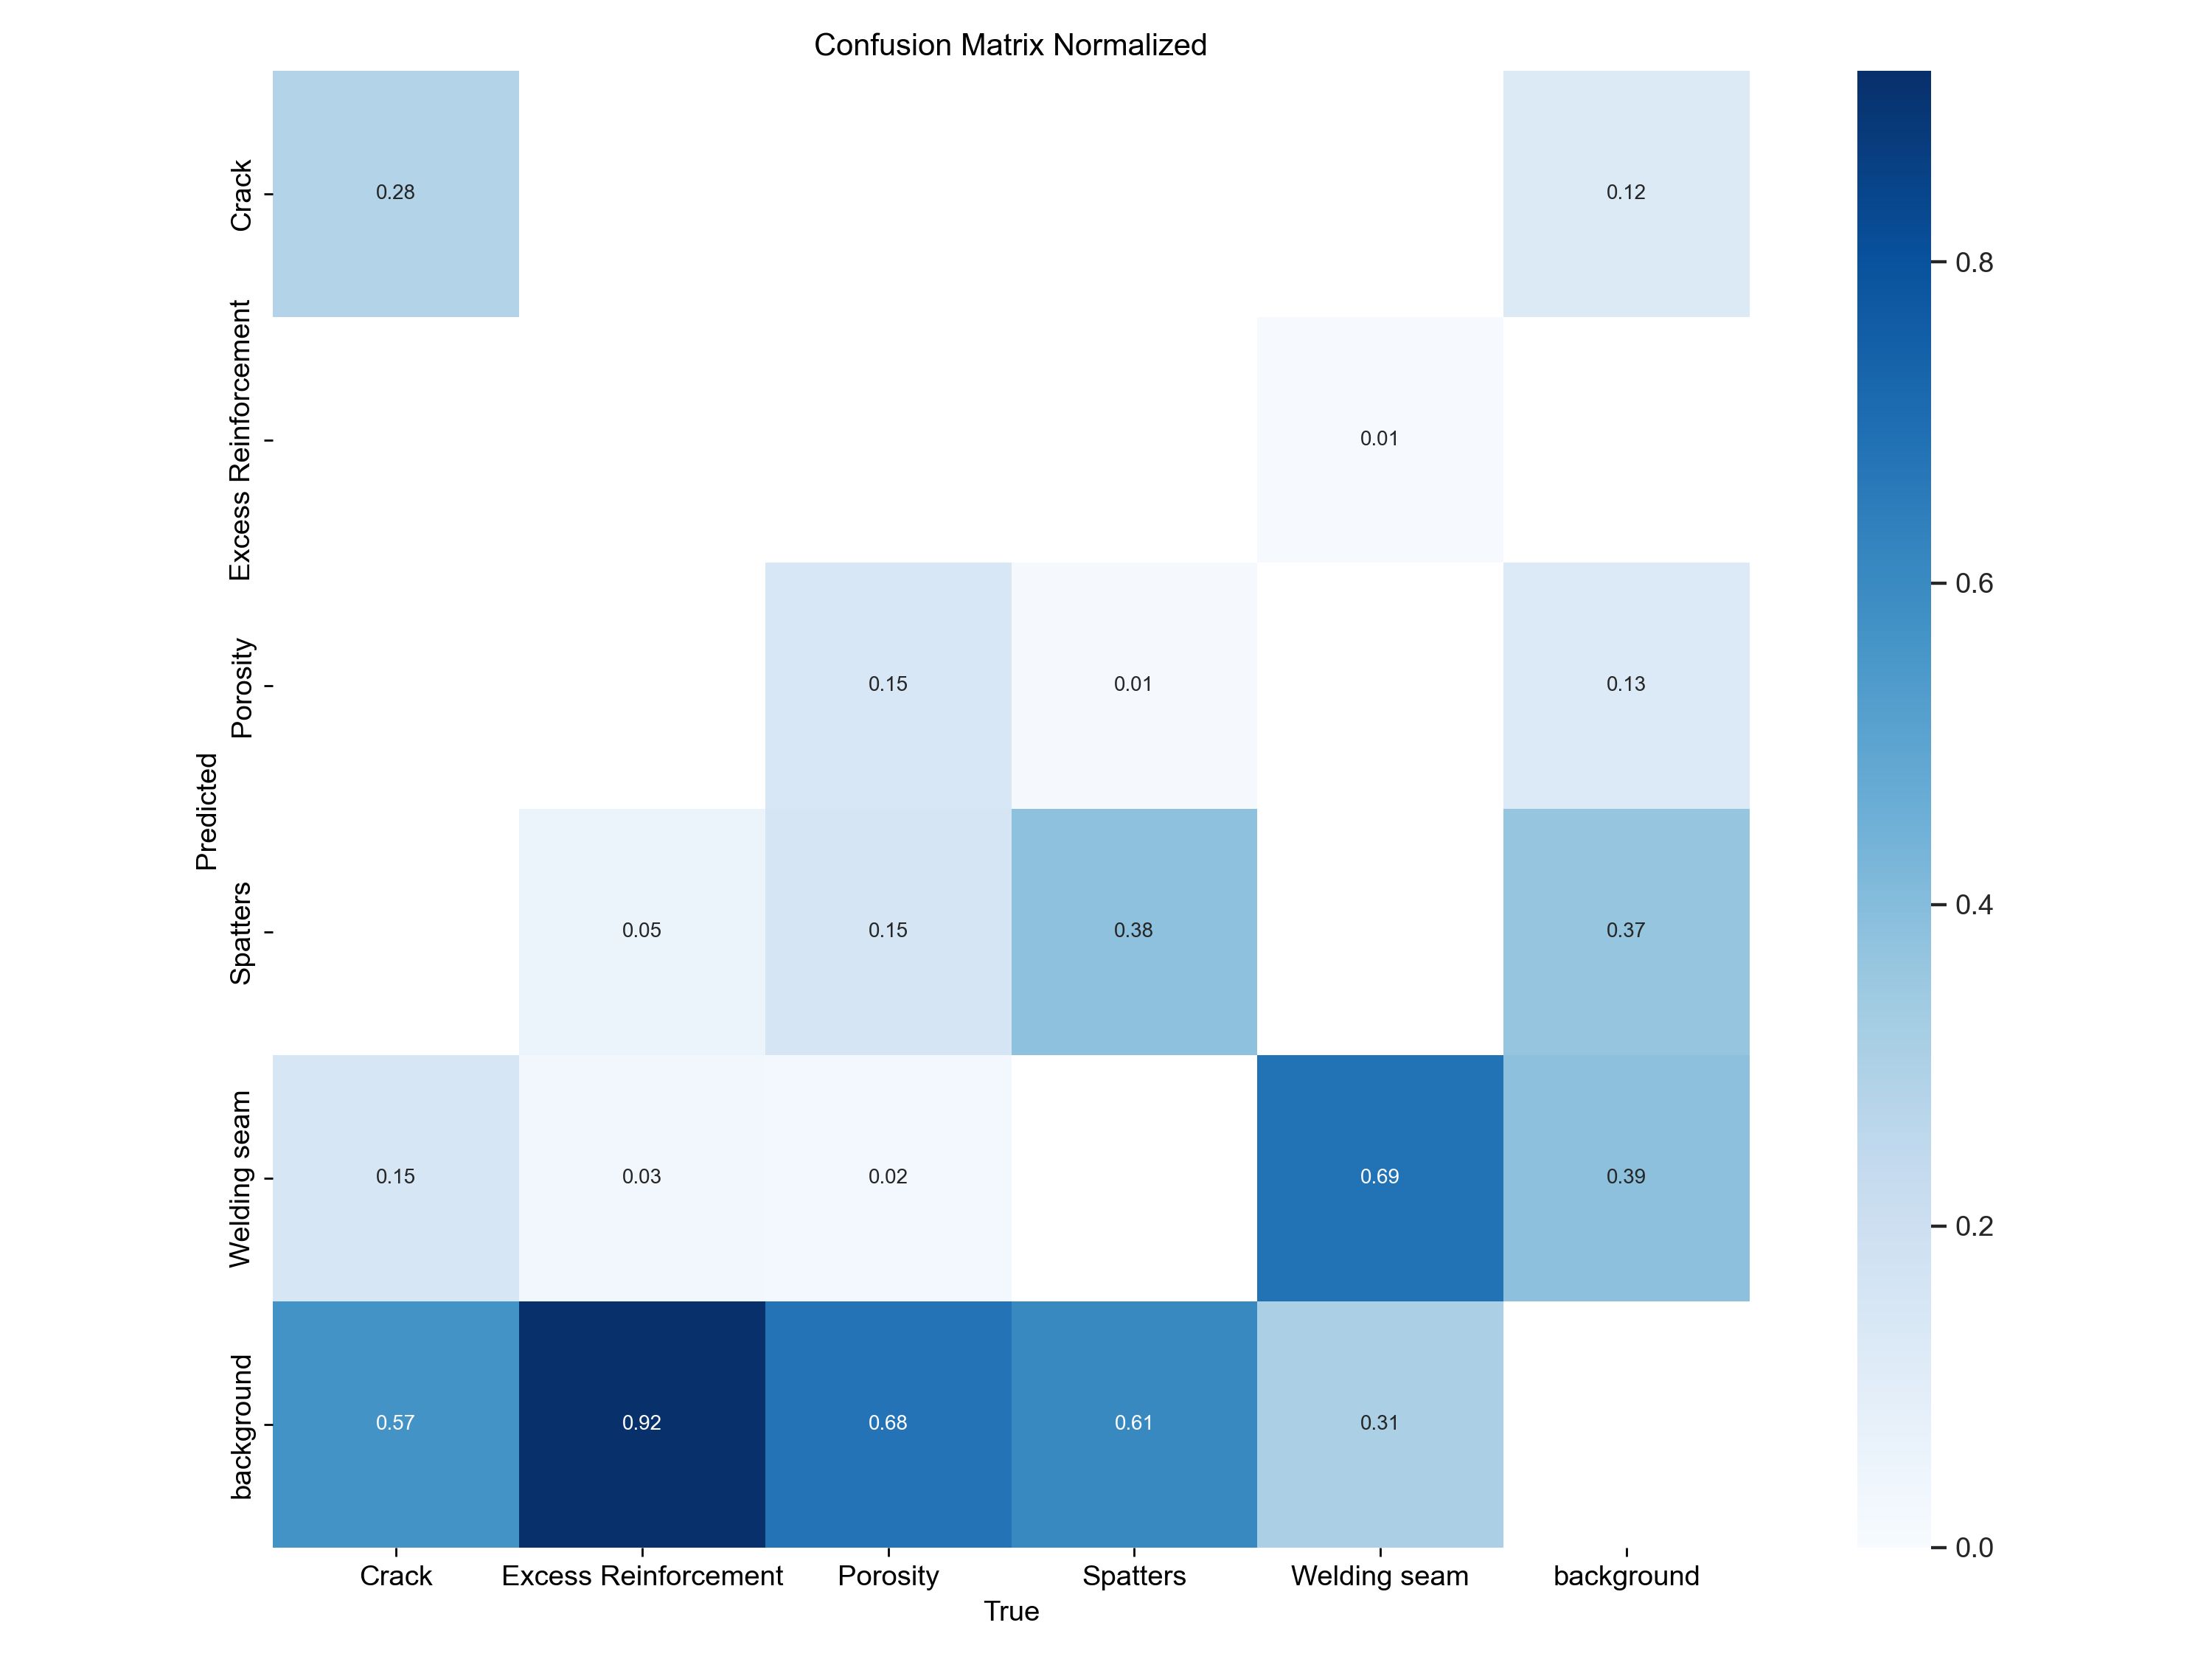 Confusion Matrix Normalized
Crack
0.28
0.12
Excess Reinforcement
0.01
Porosity
0.15
0.01
0.13
Spatters
0.05
0.15
0.38
0.37
Welding seam
0.15
0.03
0.02
0.69
0.39
background
0.57
0.92
0.68
0.61
0.31
Predicted
Crack
Excess Reinforcement
Porosity
Spatters
Welding seam
background
True
0.8
0.6
0.4
0.2
0.0